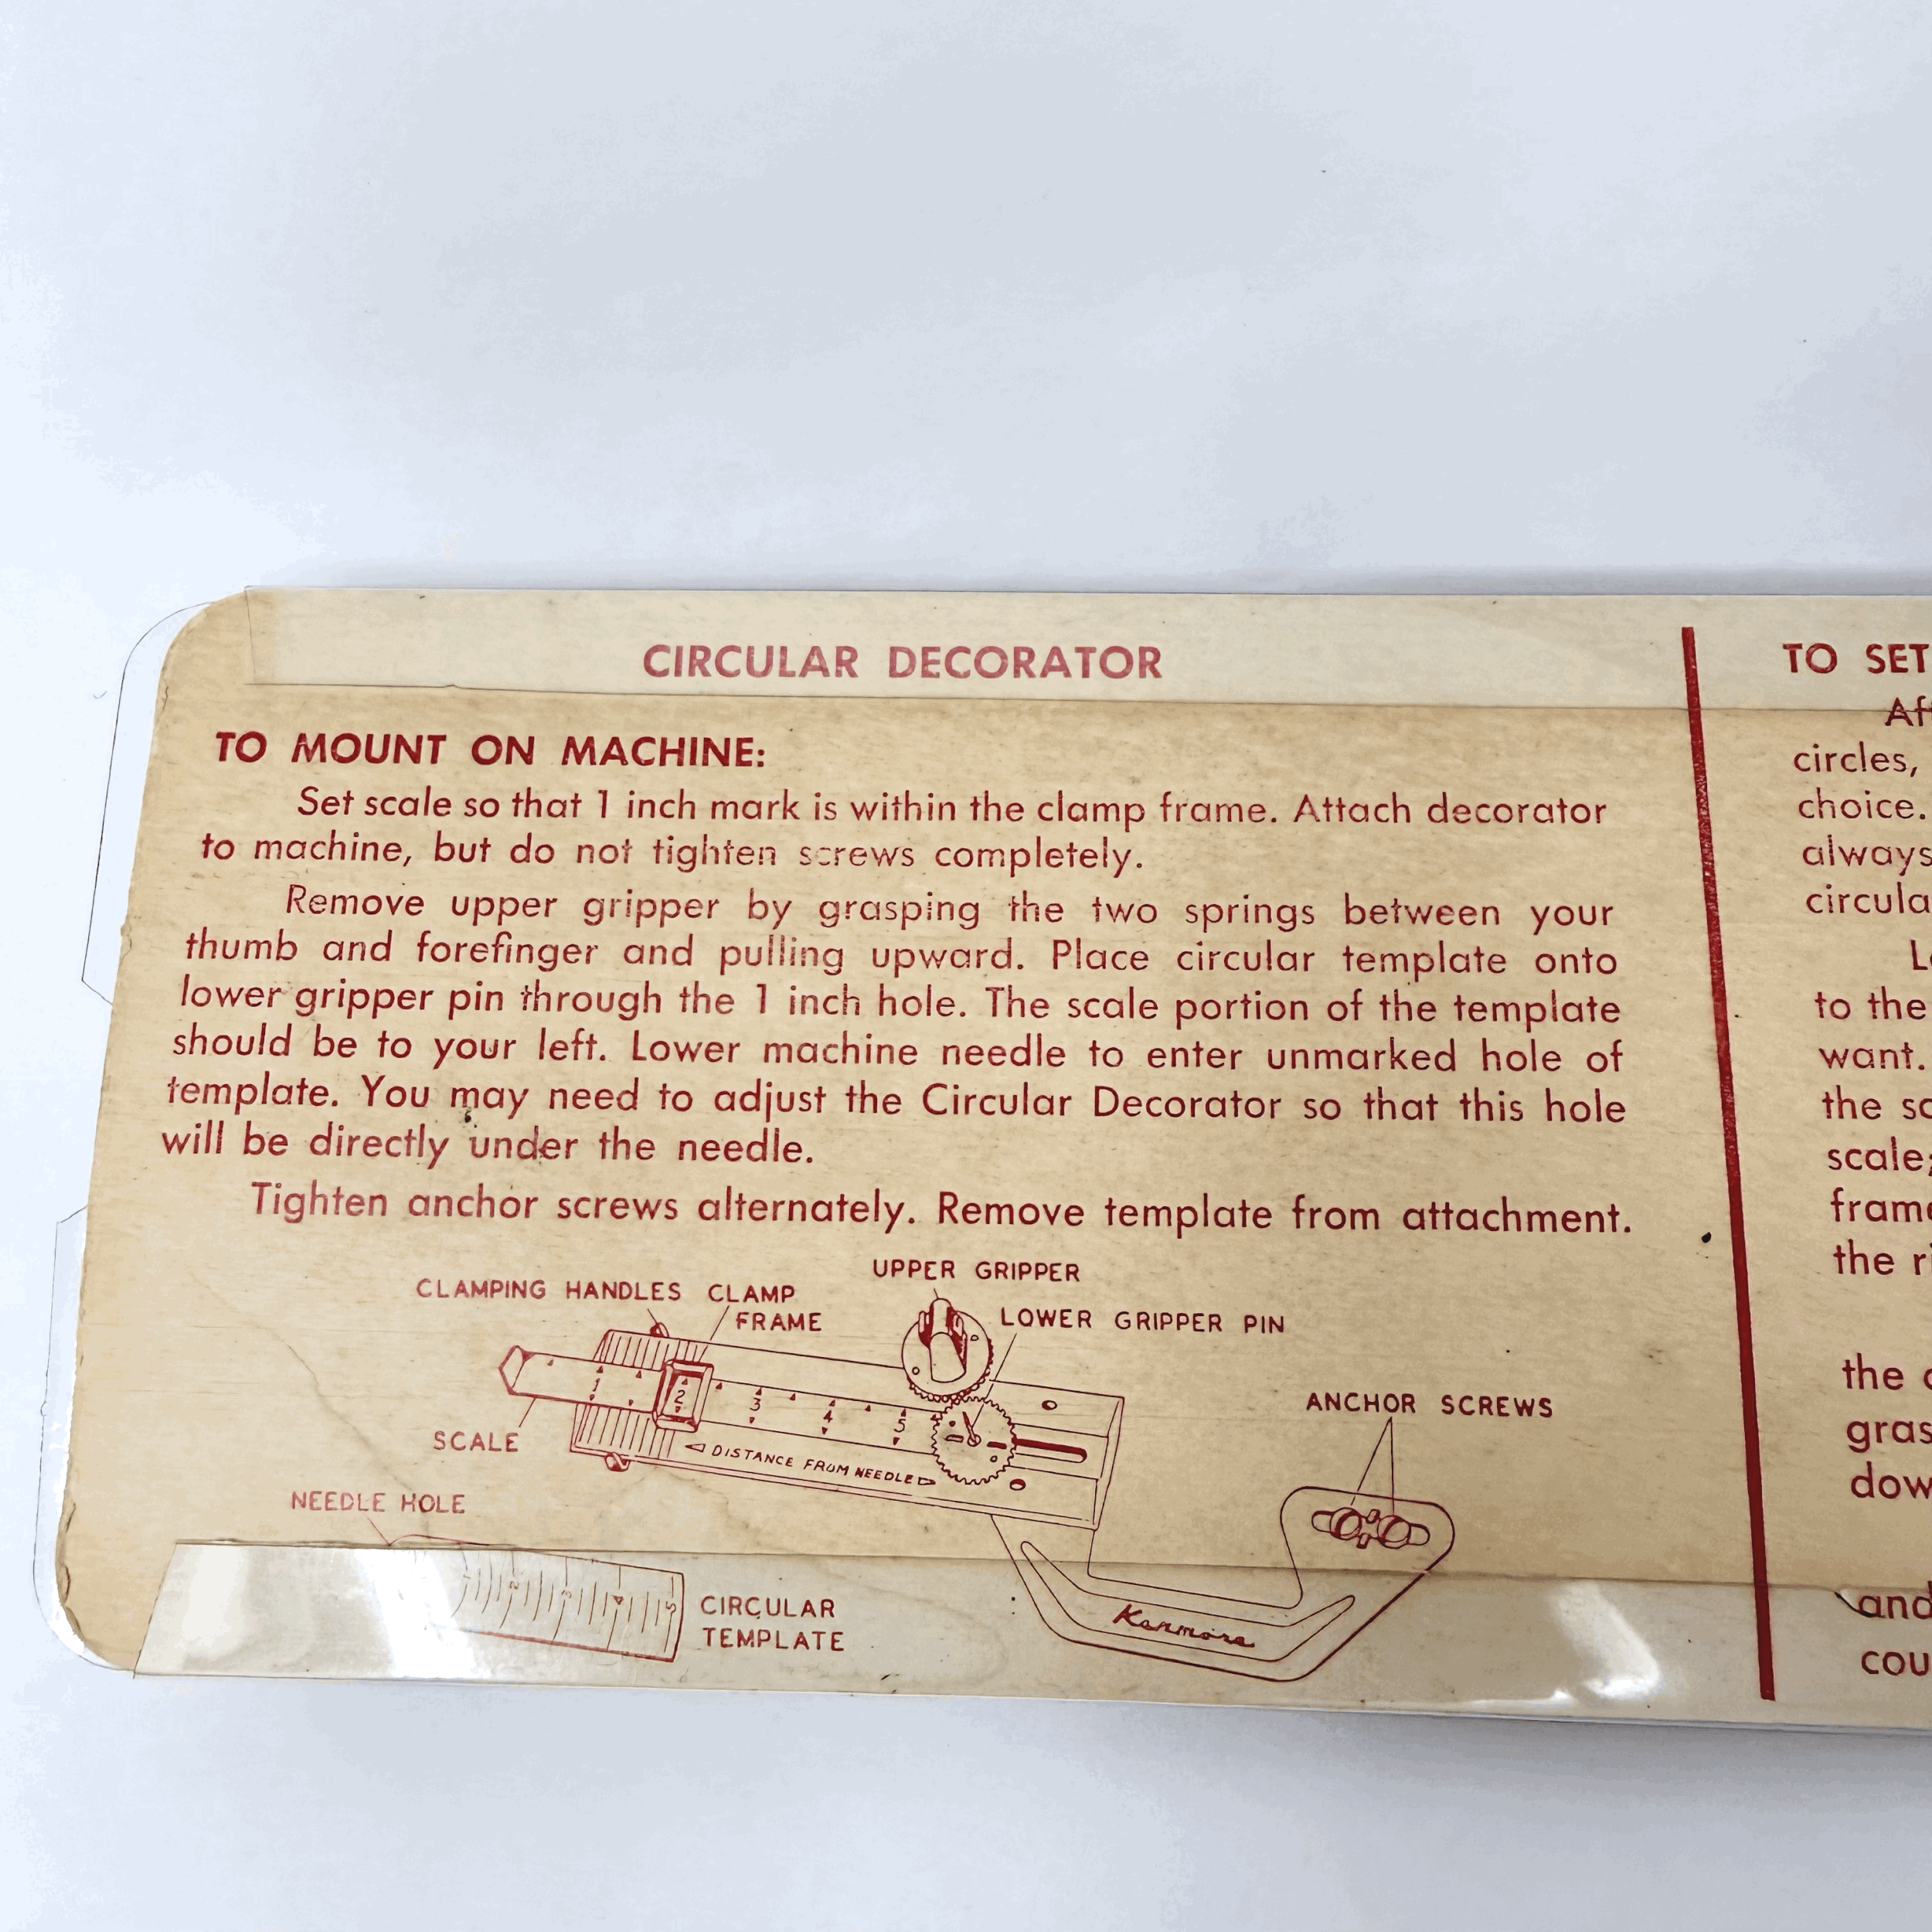 CIRCULAR DECORATOR
TO MOUNT ON MACHINE:
Set scale so that 1 inch mark is within the clamp frame. Attach decorator
to machine, but do not tighten screws completely.
Remove upper gripper by grasping the two springs between your
thumb and forefinger and pulling upward. Place circular template onto
lower gripper pin through the 1 inch hole. The scale portion of the template
should be to your left. Lower machine needle to enter unmarked hole of
template. You may need to adjust the Circular Decorator so that this hole
will be directly under the needle.
Tighten anchor screws alternately. Remove template from attachment.
UPPER GRIPPER
CLAMPING HANDLES CLAMP
FRAME
LOWER GRIPPER PIN
1 2 3 4 5
ANCHOR SCREWS
SCALE
DISTANCE FROM NEEDLE
NEEDLE HOLE
CIRCULAR
TEMPLATE
Kenmore
TO SET
circles,
choice.
always
to the
want.
the
scale;
the
the
and